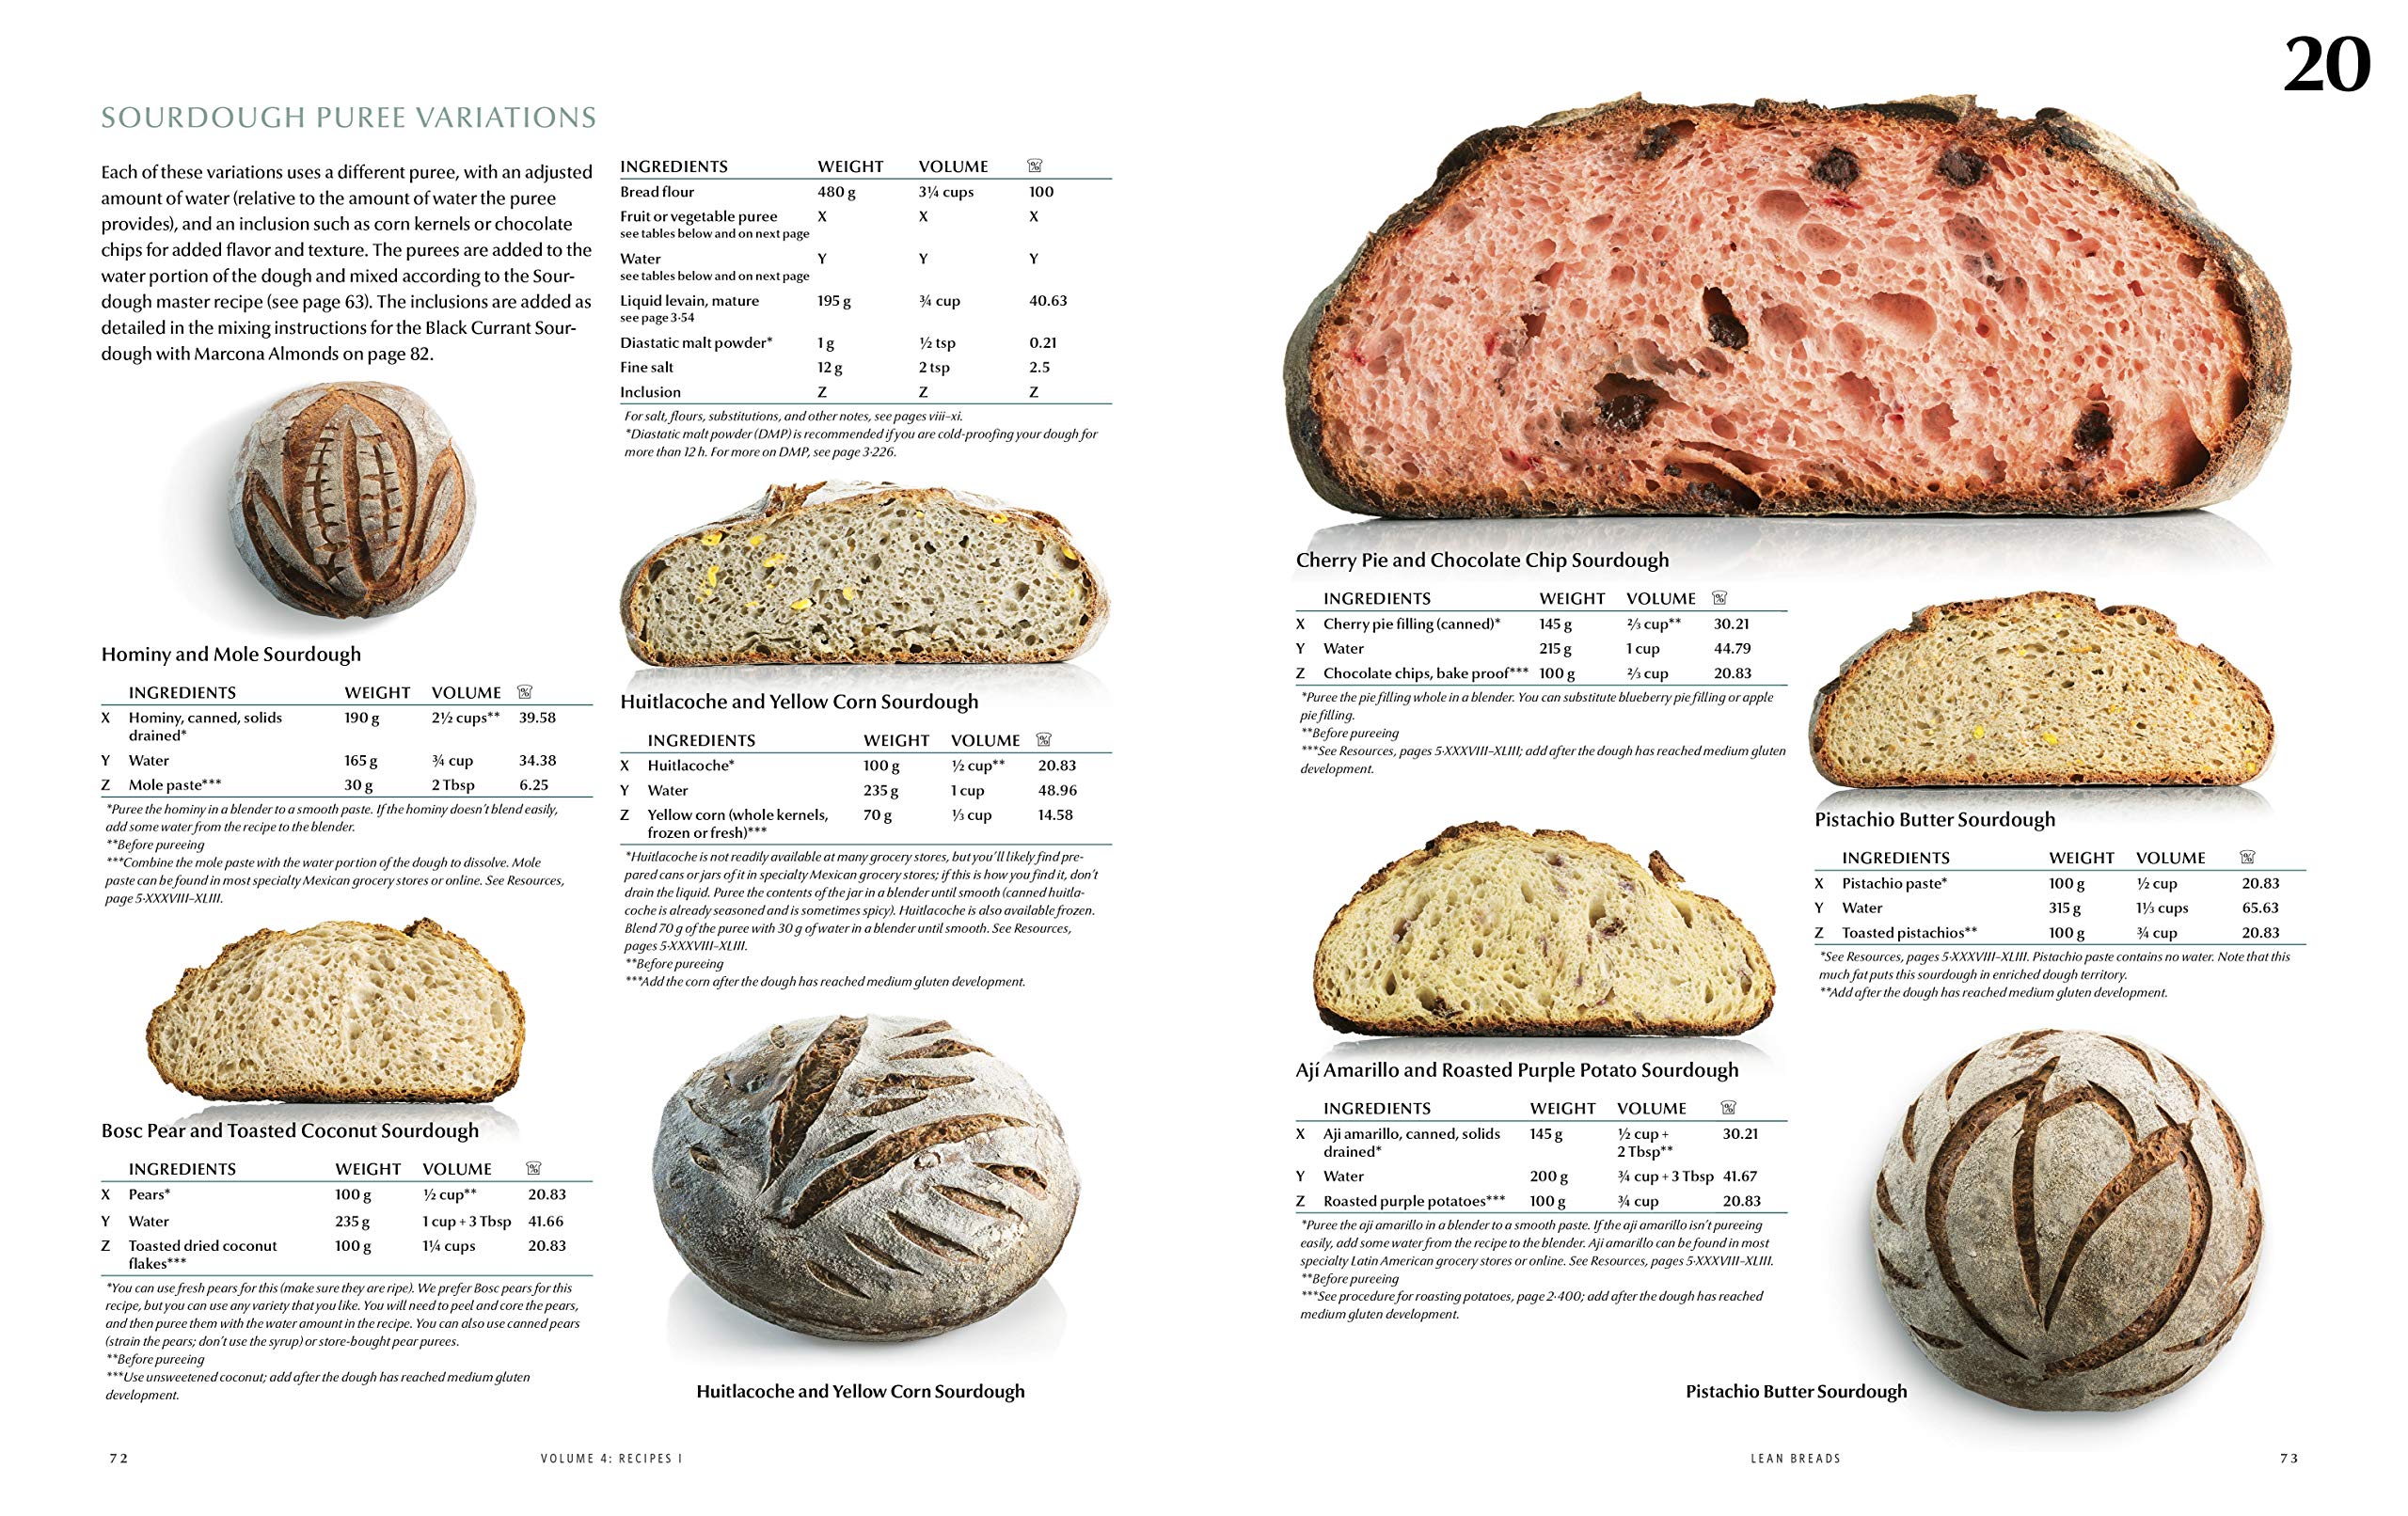 20
SOURDOUGH PUREE VARIATIONS
Each of these variations uses a different puree, with an adjusted
amount of water (relative to the amount of water the puree
provides), and an inclusion such as corn kernels or chocolate
chips for added flavor and texture. The purees are added to the
water portion of the dough and mixed according to the Sour-
dough master recipe (see page 63). The inclusions are added as
detailed in the mixing instructions for the Black Currant Sour-
dough with Marcona Almonds on page 82.
INGREDIENTS WEIGHT VOLUME %
Bread flour 480 g 3¼ cups 100
Fruit or vegetable puree X X X
see tables below and on next page
Water Y Y Y
see tables below and on next page
Liquid levain, mature 195 g ¾ cup 40.63
see page 3·54
Diastatic malt powder* 1 g ½ tsp 0.21
Fine salt 12 g 2 tsp 2.5
Inclusion Z Z Z
For salt, flours, substitutions, and other notes, see pages viii–xi.
*Diastatic malt powder (DMP) is recommended if you are cold-proofing your dough for
more than 12 h. For more on DMP, see page 3·226.
Hominy and Mole Sourdough
INGREDIENTS WEIGHT VOLUME %
X Hominy, canned, solids 190 g 2½ cups** 39.58
drained*
Y Water 165 g ¾ cup 34.38
Z Mole paste*** 30 g 2 Tbsp 6.25
*Puree the hominy in a blender to a smooth paste. If the hominy doesn't blend easily,
add some water from the recipe to the blender.
**Before pureeing
***Combine the mole paste with the water portion of the dough to dissolve. Mole
paste can be found in most specialty Mexican grocery stores or online. See Resources,
page 5·XXXVIII–XLIII.
Bosc Pear and Toasted Coconut Sourdough
INGREDIENTS WEIGHT VOLUME %
X Pears* 100 g ½ cup** 20.83
Y Water 235 g 1 cup + 3 Tbsp 41.66
Z Toasted dried coconut 100 g 1¼ cups 20.83
flakes***
*You can use fresh pears for this (make sure they are ripe). We prefer Bosc pears for this
recipe, but you can use any variety that you like. You will need to peel and core the pears,
and then puree them with the water amount in the recipe. You can also use canned pears
(strain the pears; don't use the syrup) or store-bought pear purees.
**Before pureeing
***Use unsweetened coconut; add after the dough has reached medium gluten
development.
Huitlacoche and Yellow Corn Sourdough
INGREDIENTS WEIGHT VOLUME %
X Huitlacoche* 100 g ½ cup** 20.83
Y Water 235 g 1 cup 48.96
Z Yellow corn (whole kernels, 70 g ⅓ cup 14.58
frozen or fresh)***
*Huitlacoche is not readily available at many grocery stores, but you'll likely find pre-
pared cans or jars of it in specialty Mexican grocery stores; if this is how you find it, don't
drain the liquid. Puree the contents of the jar in a blender until smooth (canned huitla-
coche is already seasoned and is sometimes spicy). Huitlacoche is also available frozen.
Blend 70 g of the puree with 30 g of water in a blender until smooth. See Resources,
pages 5·XXXVIII–XLIII.
**Before pureeing
***Add the corn after the dough has reached medium gluten development.
Huitlacoche and Yellow Corn Sourdough
72
VOLUME 4: RECIPES I
Cherry Pie and Chocolate Chip Sourdough
INGREDIENTS WEIGHT VOLUME %
X Cherry pie filling (canned)* 145 g ⅔ cup** 30.21
Y Water 215 g 1 cup 44.79
Z Chocolate chips, bake proof*** 100 g ⅔ cup 20.83
*Puree the pie filling whole in a blender. You can substitute blueberry pie filling or apple
pie filling.
**Before pureeing
***See Resources, pages 5·XXXVIII–XLIII; add after the dough has reached medium gluten
development.
Pistachio Butter Sourdough
INGREDIENTS WEIGHT VOLUME %
X Pistachio paste* 100 g ½ cup 20.83
Y Water 315 g 1⅓ cups 65.63
Z Toasted pistachios** 100 g ¾ cup 20.83
*See Resources, pages 5·XXXVIII–XLIII. Pistachio paste contains no water. Note that this
much fat puts this sourdough in enriched dough territory.
**Add after the dough has reached medium gluten development.
Ají Amarillo and Roasted Purple Potato Sourdough
INGREDIENTS WEIGHT VOLUME %
X Aji amarillo, canned, solids 145 g ½ cup + 30.21
drained* 2 Tbsp**
Y Water 200 g ¾ cup + 3 Tbsp 41.67
Z Roasted purple potatoes*** 100 g ¾ cup 20.83
*Puree the aji amarillo in a blender to a smooth paste. If the aji amarillo isn't pureeing
easily, add some water from the recipe to the blender. Aji amarillo can be found in most
specialty Latin American grocery stores or online. See Resources, pages 5·XXXVIII–XLIII.
**Before pureeing
***See procedure for roasting potatoes, page 2·400; add after the dough has reached
medium gluten development.
Pistachio Butter Sourdough
LEAN BREADS
73